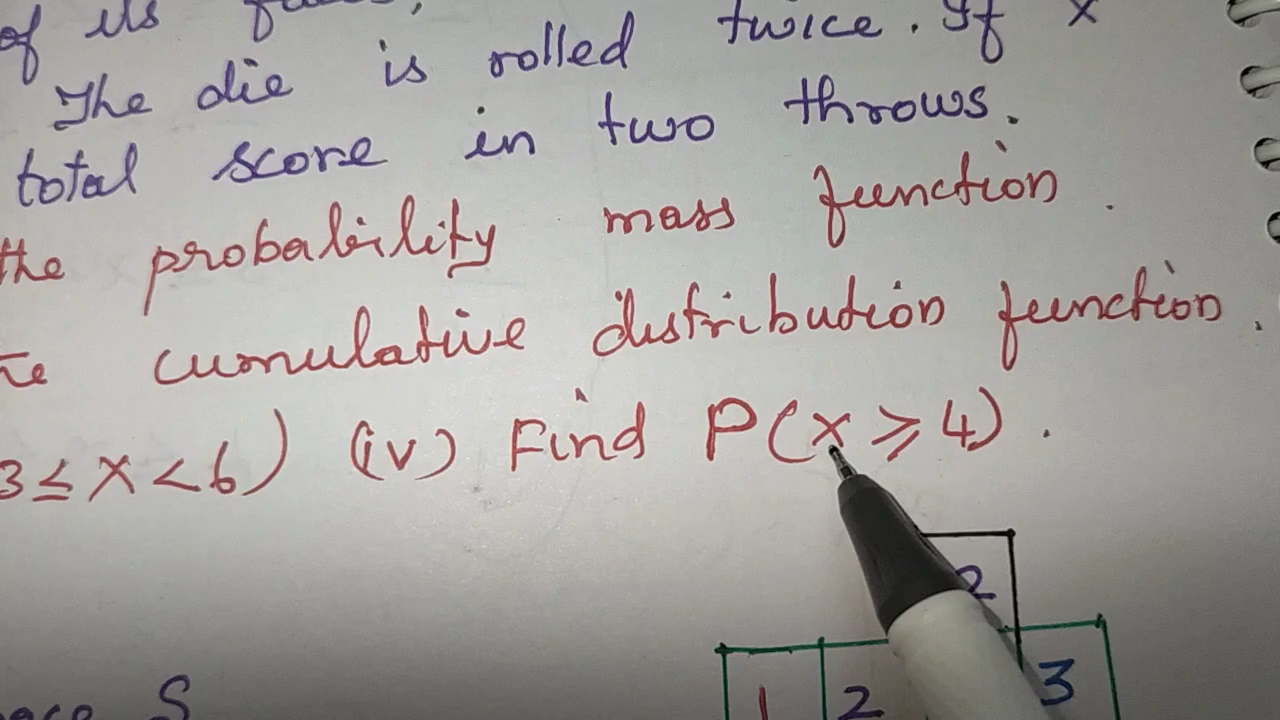 of its
The die is rolled twice. If X
total score in two throws.
the probability mass function.
cumulative distribution function.
3 ≤ X < 6) (iv) Find P(X ≥ 4).
2
1 2 3
S